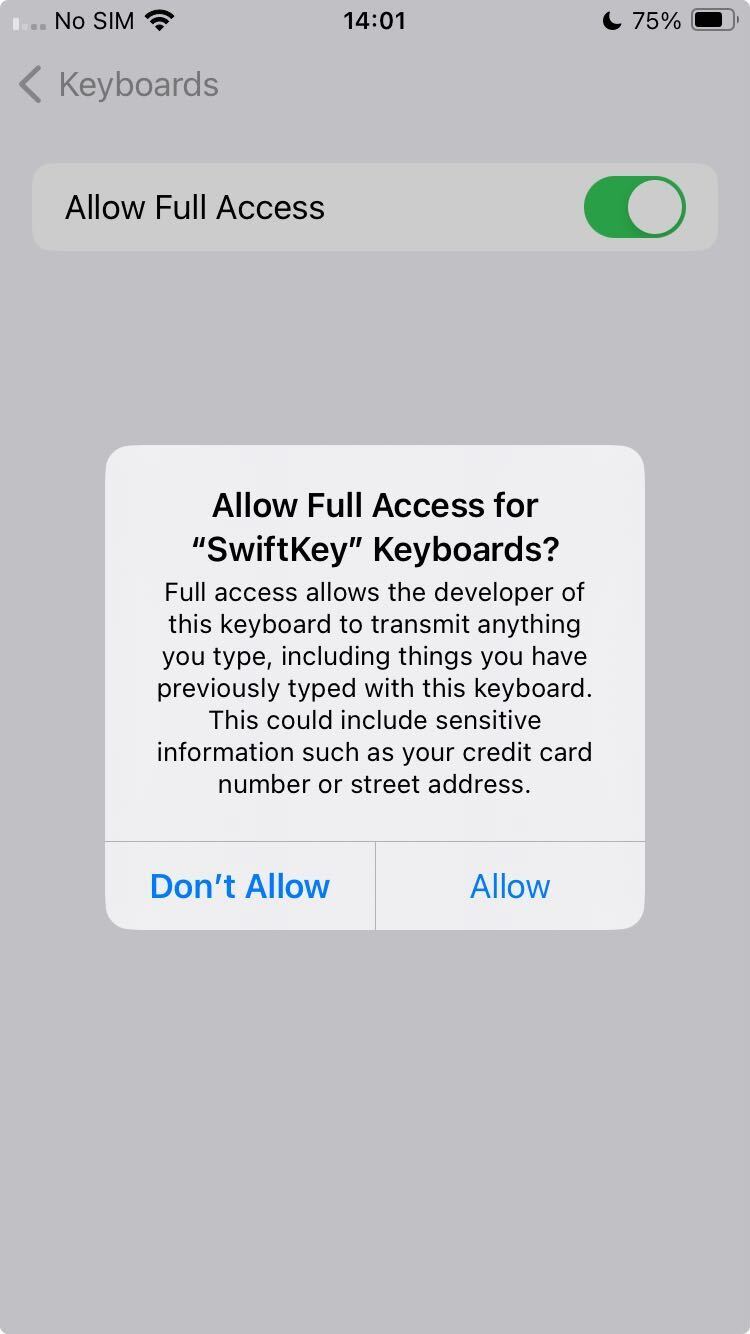 No SIM 14:01 75%
Keyboards
Allow Full Access
Allow Full Access for
“SwiftKey” Keyboards?
Full access allows the developer of
this keyboard to transmit anything
you type, including things you have
previously typed with this keyboard.
This could include sensitive
information such as your credit card
number or street address.
Don’t Allow Allow